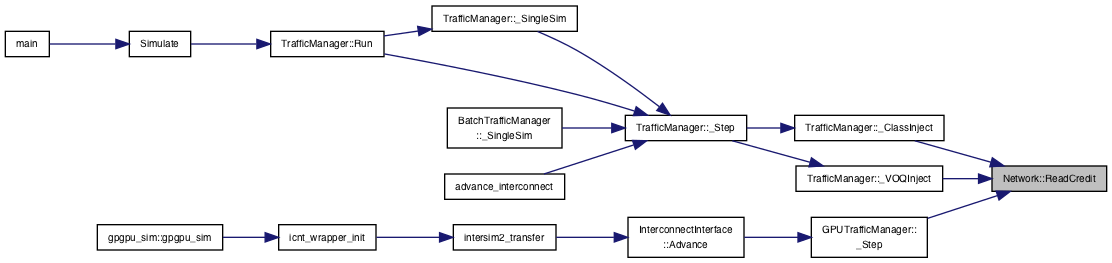 TrafficManager::_SingleSim
main
Simulate
TrafficManager::Run
BatchTrafficManager
::_SingleSim
TrafficManager::_Step
TrafficManager::_ClassInject
advance_interconnect
TrafficManager::_VOQInject
Network::ReadCredit
gpgpu_sim::gpgpu_sim
icnt_wrapper_init
intersim2_transfer
InterconnectInterface
::Advance
GPUTrafficManager::
_Step